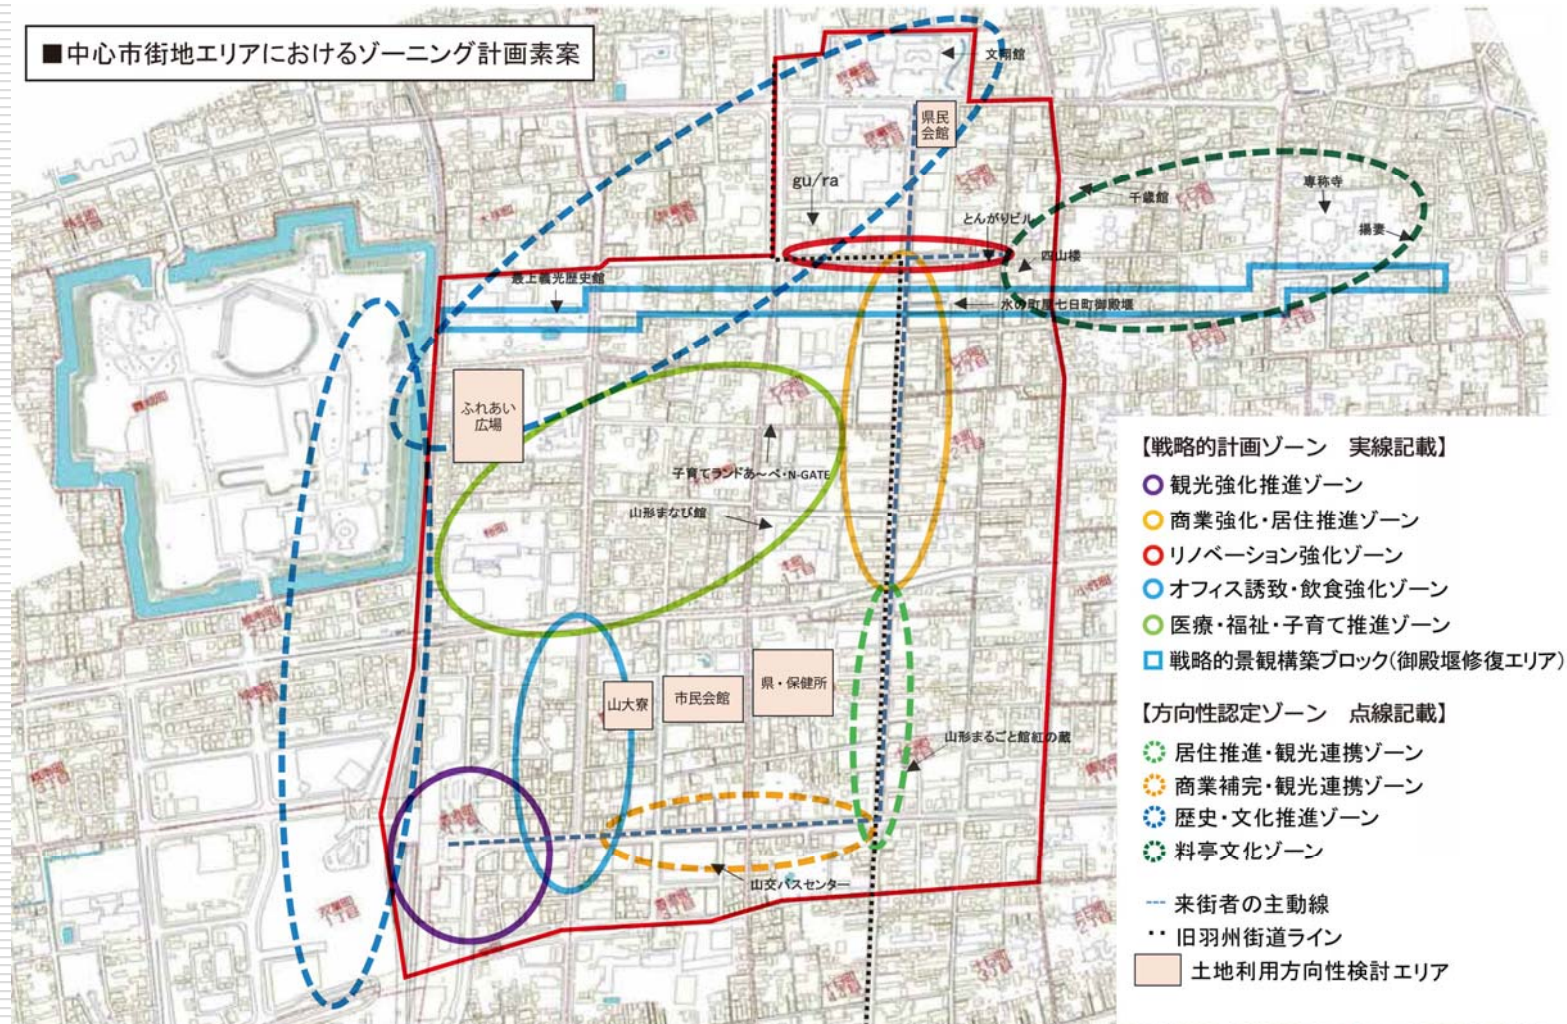 ■中心市街地エリアにおけるゾーニング計画素案
文翔館
県民
会館
gu/ra
千歳館
専称寺
とんがりビル
揚妻
四山楼
最上義光歴史館
水の町屋七日町御殿堰
ふれあい
広場
子育てランドあ～べ・N-GATE
山形まなび館
県・保健所
市民会館
山大寮
山形まるごと館紅の蔵
山交バスセンター
【戦略的計画ゾーン　実線記載】
観光強化推進ゾーン
商業強化・居住推進ゾーン
リノベーション強化ゾーン
オフィス誘致・飲食強化ゾーン
医療・福祉・子育て推進ゾーン
戦略的景観構築ブロック(御殿堰修復エリア)
【方向性認定ゾーン　点線記載】
居住推進・観光連携ゾーン
商業補完・観光連携ゾーン
歴史・文化推進ゾーン
料亭文化ゾーン
来街者の主動線
旧羽州街道ライン
土地利用方向性検討エリア